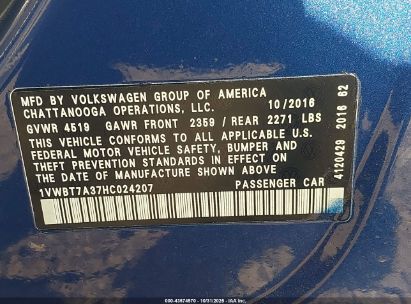 MFD BY VOLKSWAGEN GROUP OF AMERICA
CHATTANOOGA OPERATIONS, LLC. 10/2016
GVWR 4519 GAWR FRONT 2359 / REAR 2271 LBS
THIS VEHICLE CONFORMS TO ALL APPLICABLE U.S.
FEDERAL MOTOR VEHICLE SAFETY, BUMPER AND
THEFT PREVENTION STANDARDS IN EFFECT ON THE
DATE OF MANUFACTURE SHOWN ABOVE
1VWBT7A37HC024207 PASSENGER CAR
4120429 2016 62